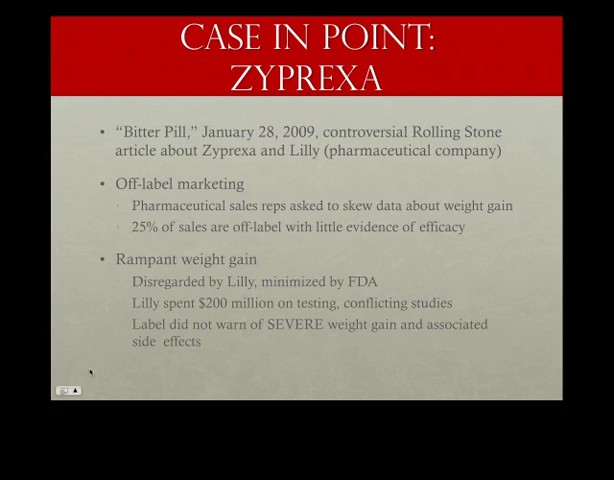 CASE IN POINT:
ZYPREXA
• “Bitter Pill,” January 28, 2009, controversial Rolling Stone
article about Zyprexa and Lilly (pharmaceutical company)
• Off-label marketing
· Pharmaceutical sales reps asked to skew data about weight gain
· 25% of sales are off-label with little evidence of efficacy
• Rampant weight gain
· Disregarded by Lilly, minimized by FDA
Lilly spent $200 million on testing, conflicting studies
Label did not warn of SEVERE weight gain and associated
side effects